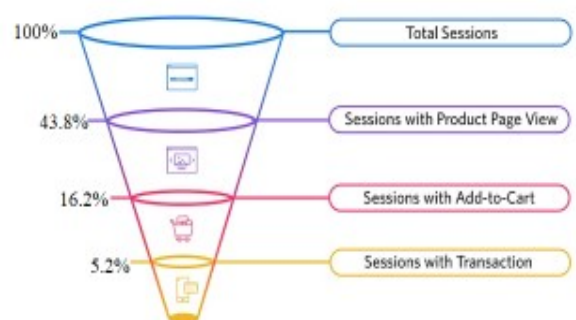 100%
Total Sessions
43.8%
Sessions with Product Page View
16.2%
Sessions with Add-to-Cart
5.2%
Sessions with Transaction